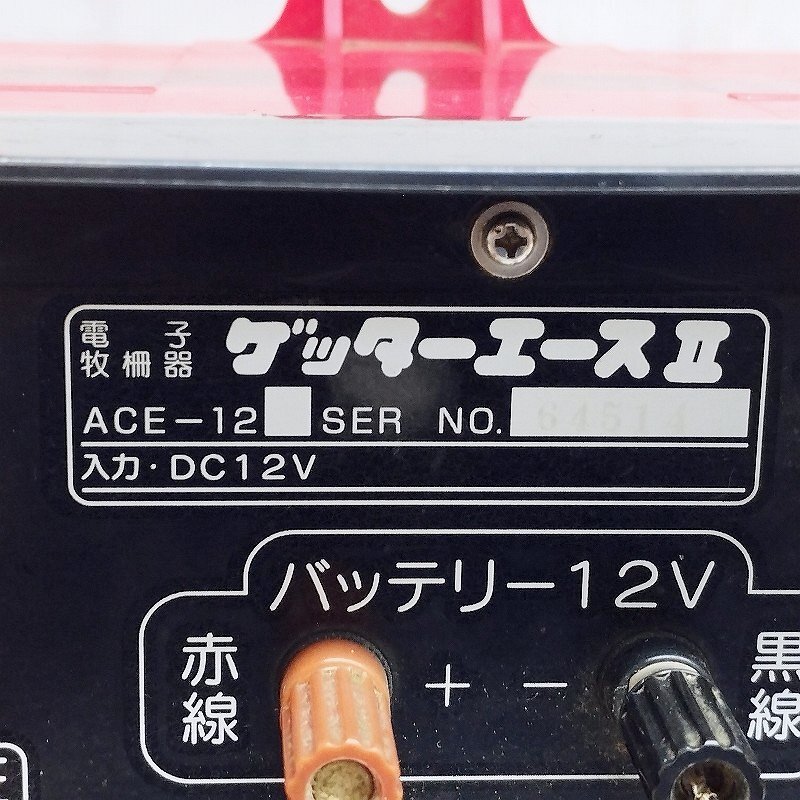 電子
牧柵器
ゲッターエースⅡ
ACE-12 SER NO. 64514
入力・DC12V
バッテリー12V
赤線 + - 黒線